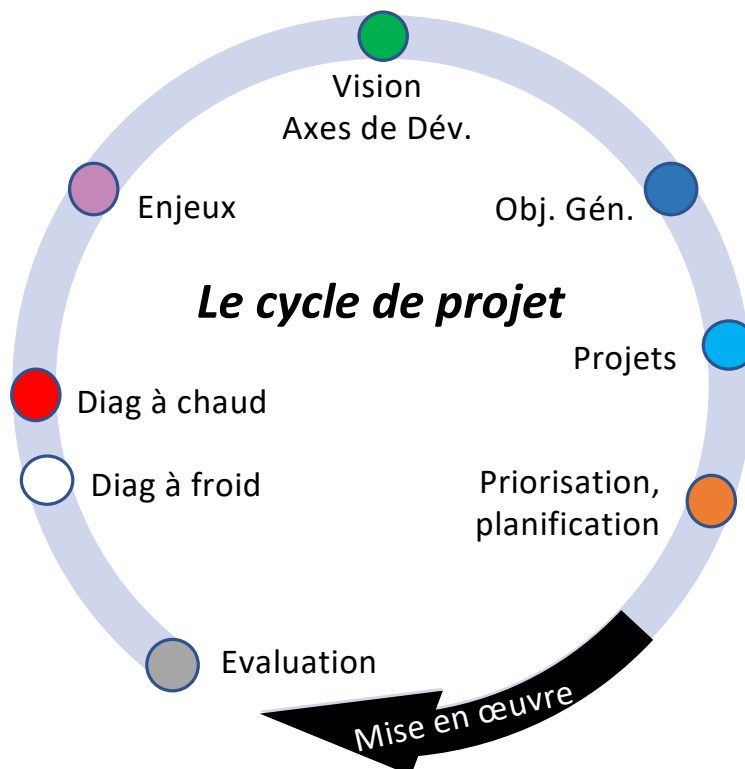 Vision
Axes de Dév.
Enjeux
Obj. Gén.
Le cycle de projet
Projets
Diag à chaud
Diag à froid
Priorisation,
planification
Evaluation
Mise en œuvre